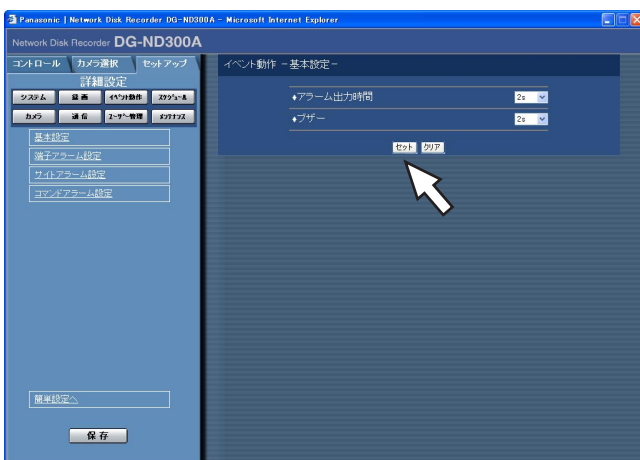 Panasonic | Network Disk Recorder DG-ND300A - Microsoft Internet Explorer
Network Disk Recorder DG-ND300A
コントロール カメラ選択 セットアップ
詳細設定
システム 録画 イベント動作 スケジュール
カメラ 通信 ユーザー管理 メンテナンス
基本設定
端子アラーム設定
サイトアラーム設定
コマンドアラーム設定
簡単設定へ
保存
イベント動作 −基本設定−
♦アラーム出力時間 2s
♦ブザー 2s
セット クリア